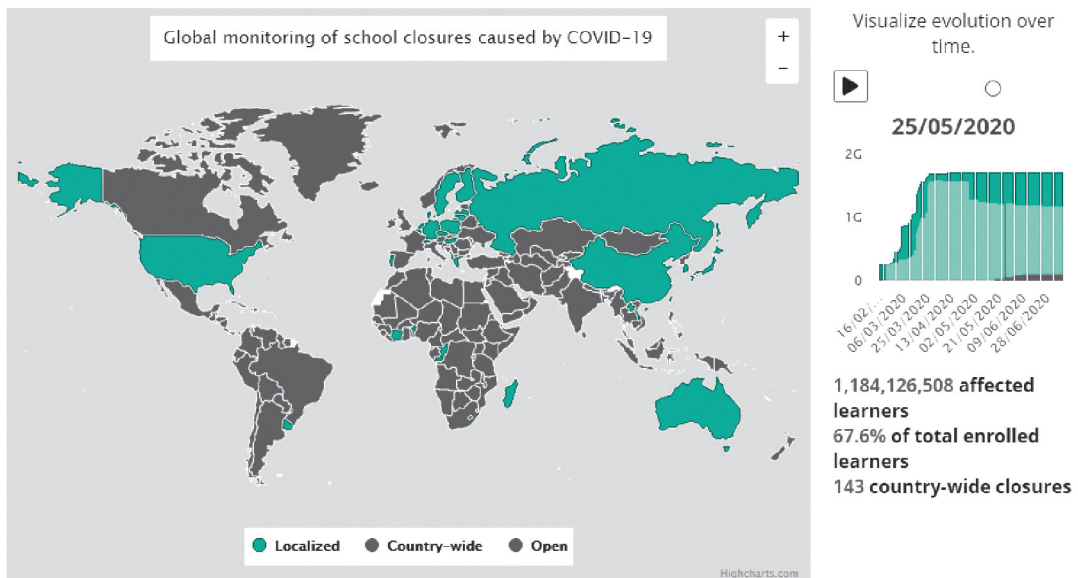 Global monitoring of school closures caused by COVID-19
+
−
Localized
Country-wide
Open
Highcharts.com
Visualize evolution over
time.
25/05/2020
2G
1G
0
16/02/...
06/03/2020
25/03/2020
13/04/2020
02/05/2020
21/05/2020
09/06/2020
28/06/2020
1,184,126,508 affected
learners
67.6% of total enrolled
learners
143 country-wide closures